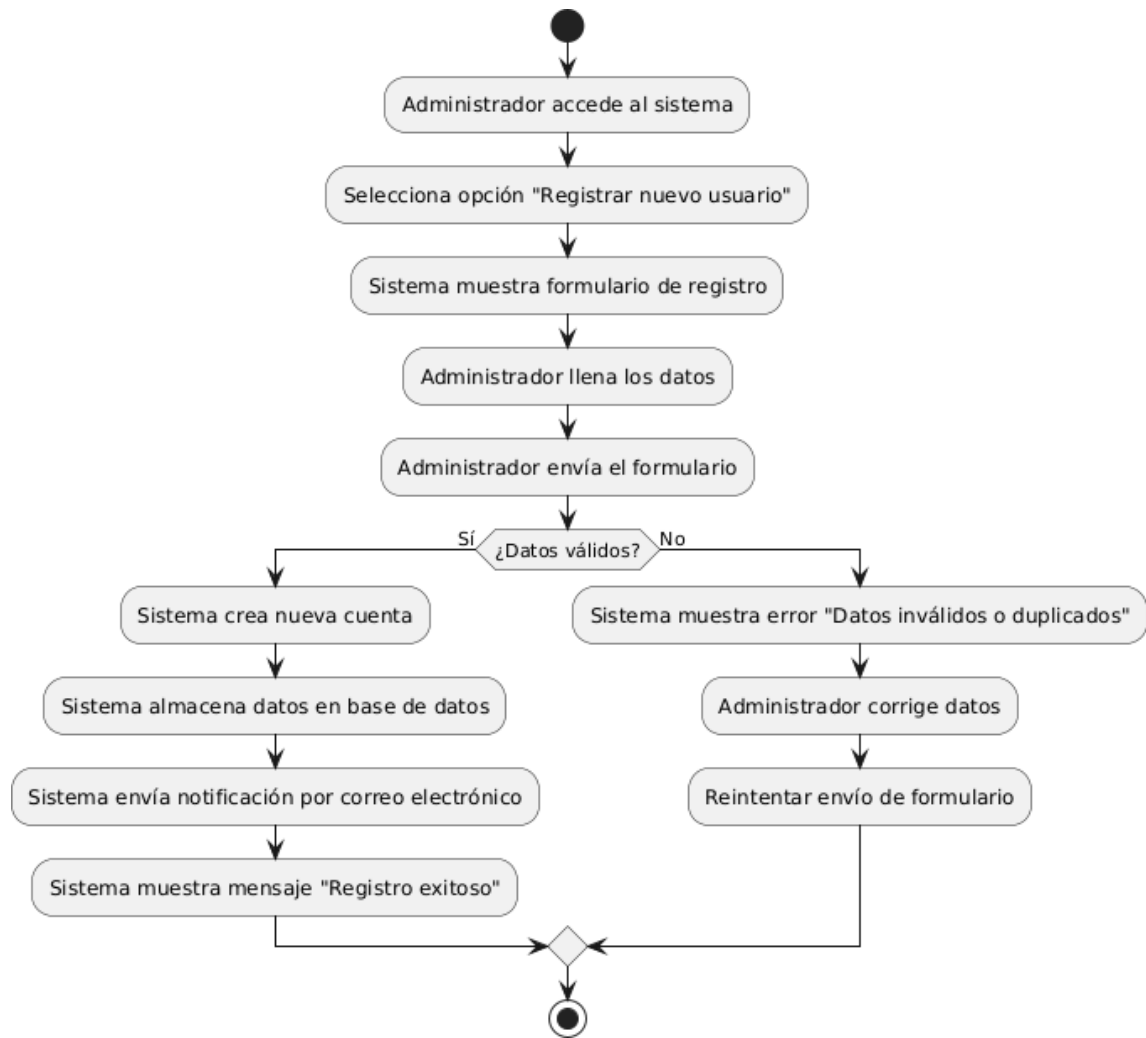 Administrador accede al sistema
Selecciona opción "Registrar nuevo usuario"
Sistema muestra formulario de registro
Administrador llena los datos
Administrador envía el formulario
Sí
¿Datos válidos?
No
Sistema crea nueva cuenta
Sistema almacena datos en base de datos
Sistema envía notificación por correo electrónico
Sistema muestra mensaje "Registro exitoso"
Sistema muestra error "Datos inválidos o duplicados"
Administrador corrige datos
Reintentar envío de formulario